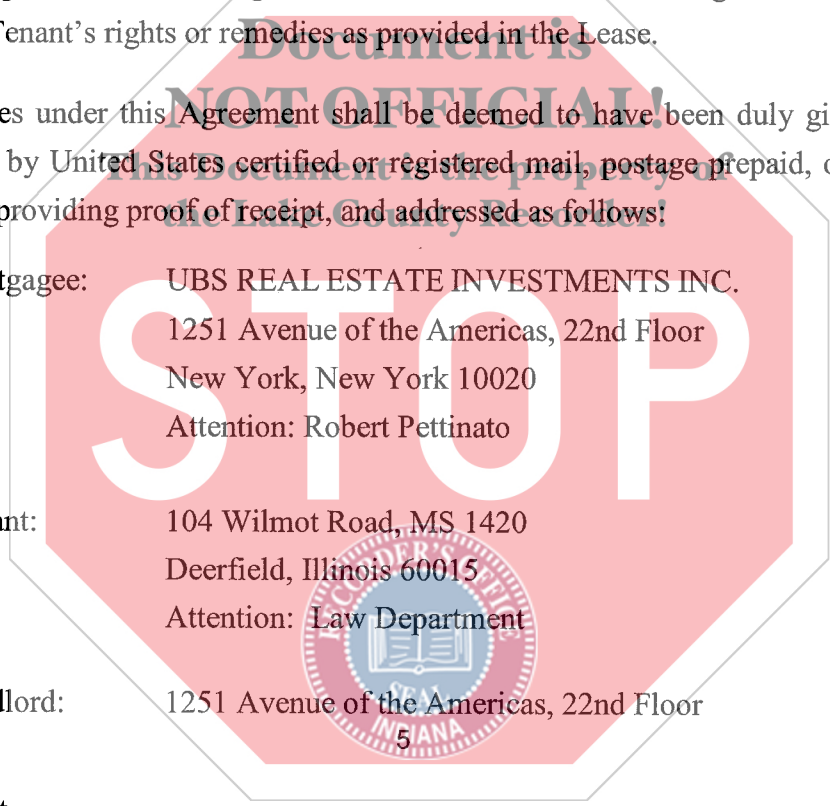 Tenant's rights or remedies as provided in the Lease.
Document is
NOT OFFICIAL!
This Document is the property of
the Lake County Recorder!
es under this Agreement shall be deemed to have been duly gi
by United States certified or registered mail, postage prepaid, o
providing proof of receipt, and addressed as follows:
tgagee: UBS REAL ESTATE INVESTMENTS INC.
1251 Avenue of the Americas, 22nd Floor
New York, New York 10020
Attention: Robert Pettinato
STOP
ant: 104 Wilmot Road, MS 1420
Deerfield, Illinois 60015
Attention: Law Department
RECORDER'S OFFICE
SEAL
INDIANA
dlord: 1251 Avenue of the Americas, 22nd Floor
5